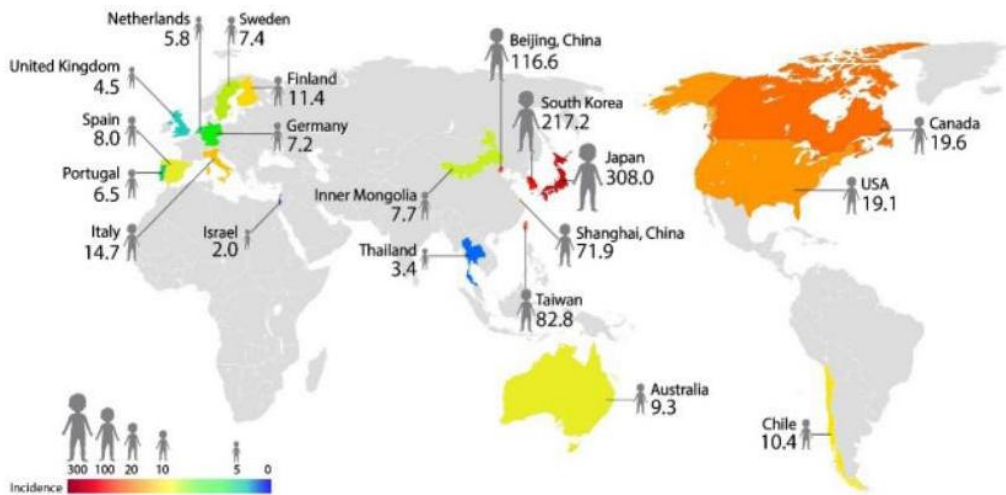 Netherlands
5.8
Sweden
7.4
Beijing, China
116.6
United Kingdom
4.5
Finland
11.4
South Korea
217.2
Spain
8.0
Germany
7.2
Canada
19.6
Japan
308.0
Portugal
6.5
Inner Mongolia
7.7
USA
19.1
Italy
14.7
Israel
2.0
Thailand
3.4
Shanghai, China
71.9
Taiwan
82.8
Australia
9.3
Chile
10.4
300 100 20 10 5 0
Incidence